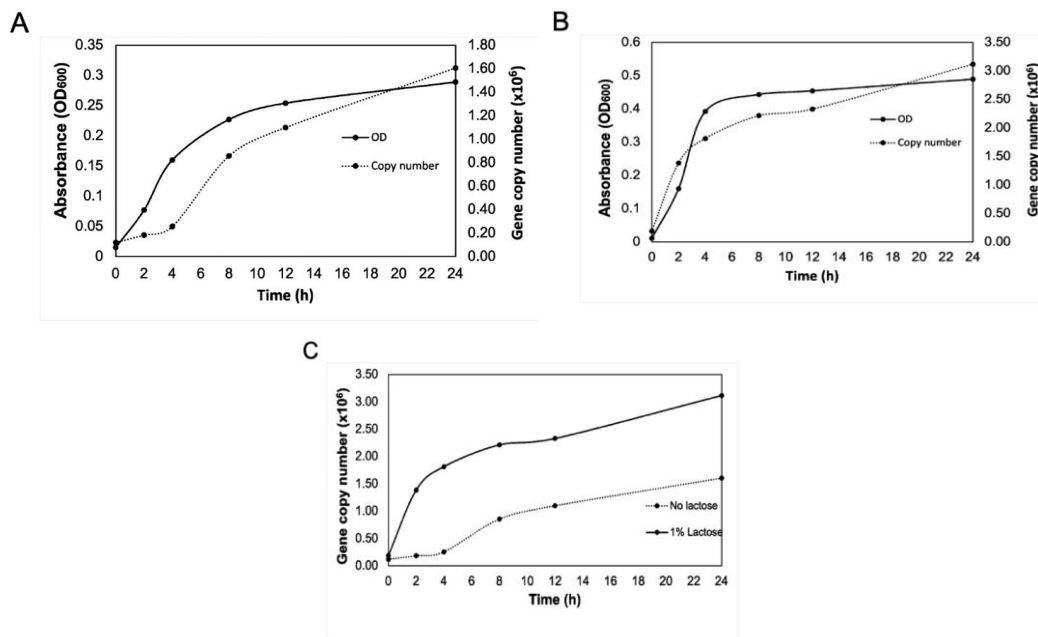 A
Absorbance (OD600)
0.35
0.3
0.25
0.2
0.15
0.1
0.05
0
0 2 4 6 8 10 12 14 16 18 20 22 24
Time (h)
OD
Copy number
1.80
1.60
1.40
1.20
1.00
0.80
0.60
0.40
0.20
0.00
Gene copy number (x10⁶)
B
Absorbance (OD600)
0.6
0.5
0.4
0.3
0.2
0.1
0
0 2 4 6 8 10 12 14 16 18 20 22 24
Time (h)
OD
Copy number
3.50
3.00
2.50
2.00
1.50
1.00
0.50
0.00
Gene copy number (x10⁶)
C
Gene copy number (x10⁶)
3.50
3.00
2.50
2.00
1.50
1.00
0.50
0.00
0 2 4 6 8 10 12 14 16 18 20 22 24
Time (h)
No lactose
1% Lactose